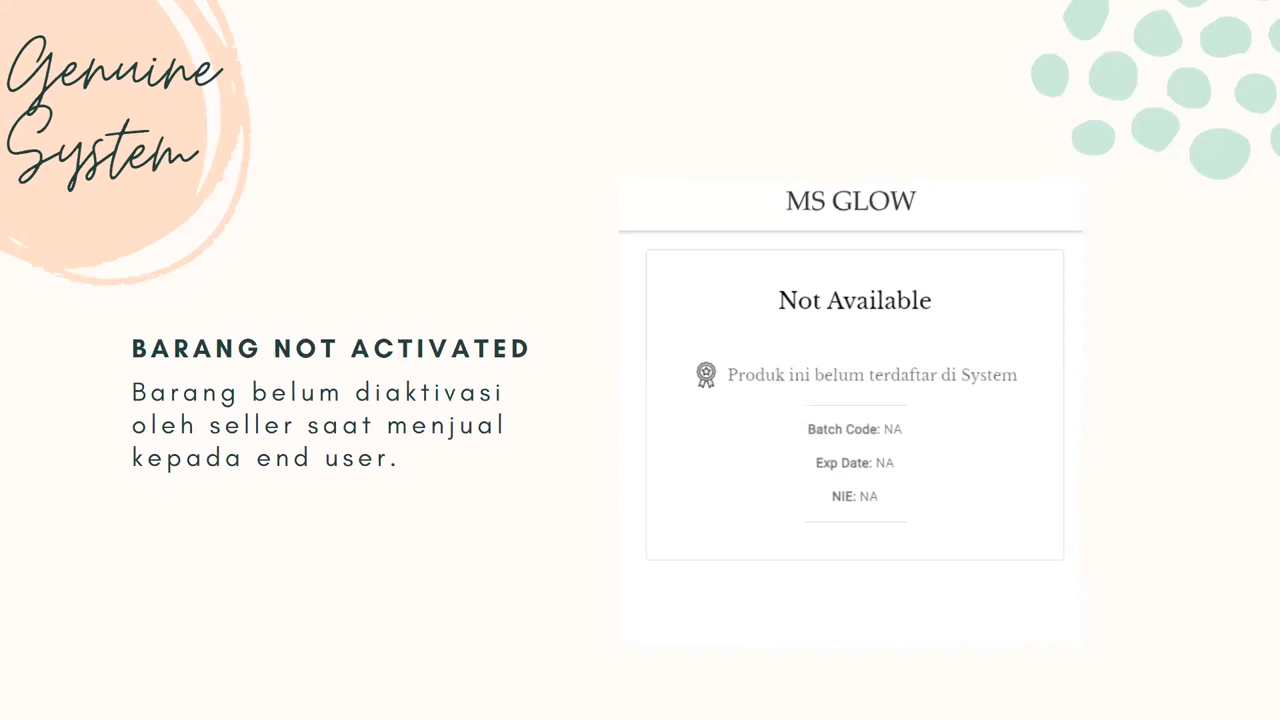 Genuine
System
MS GLOW
Not Available
BARANG NOT ACTIVATED
Barang belum diaktivasi
oleh seller saat menjual
kepada end user.
Produk ini belum terdaftar di System
Batch Code: NA
Exp Date: NA
NIE: NA